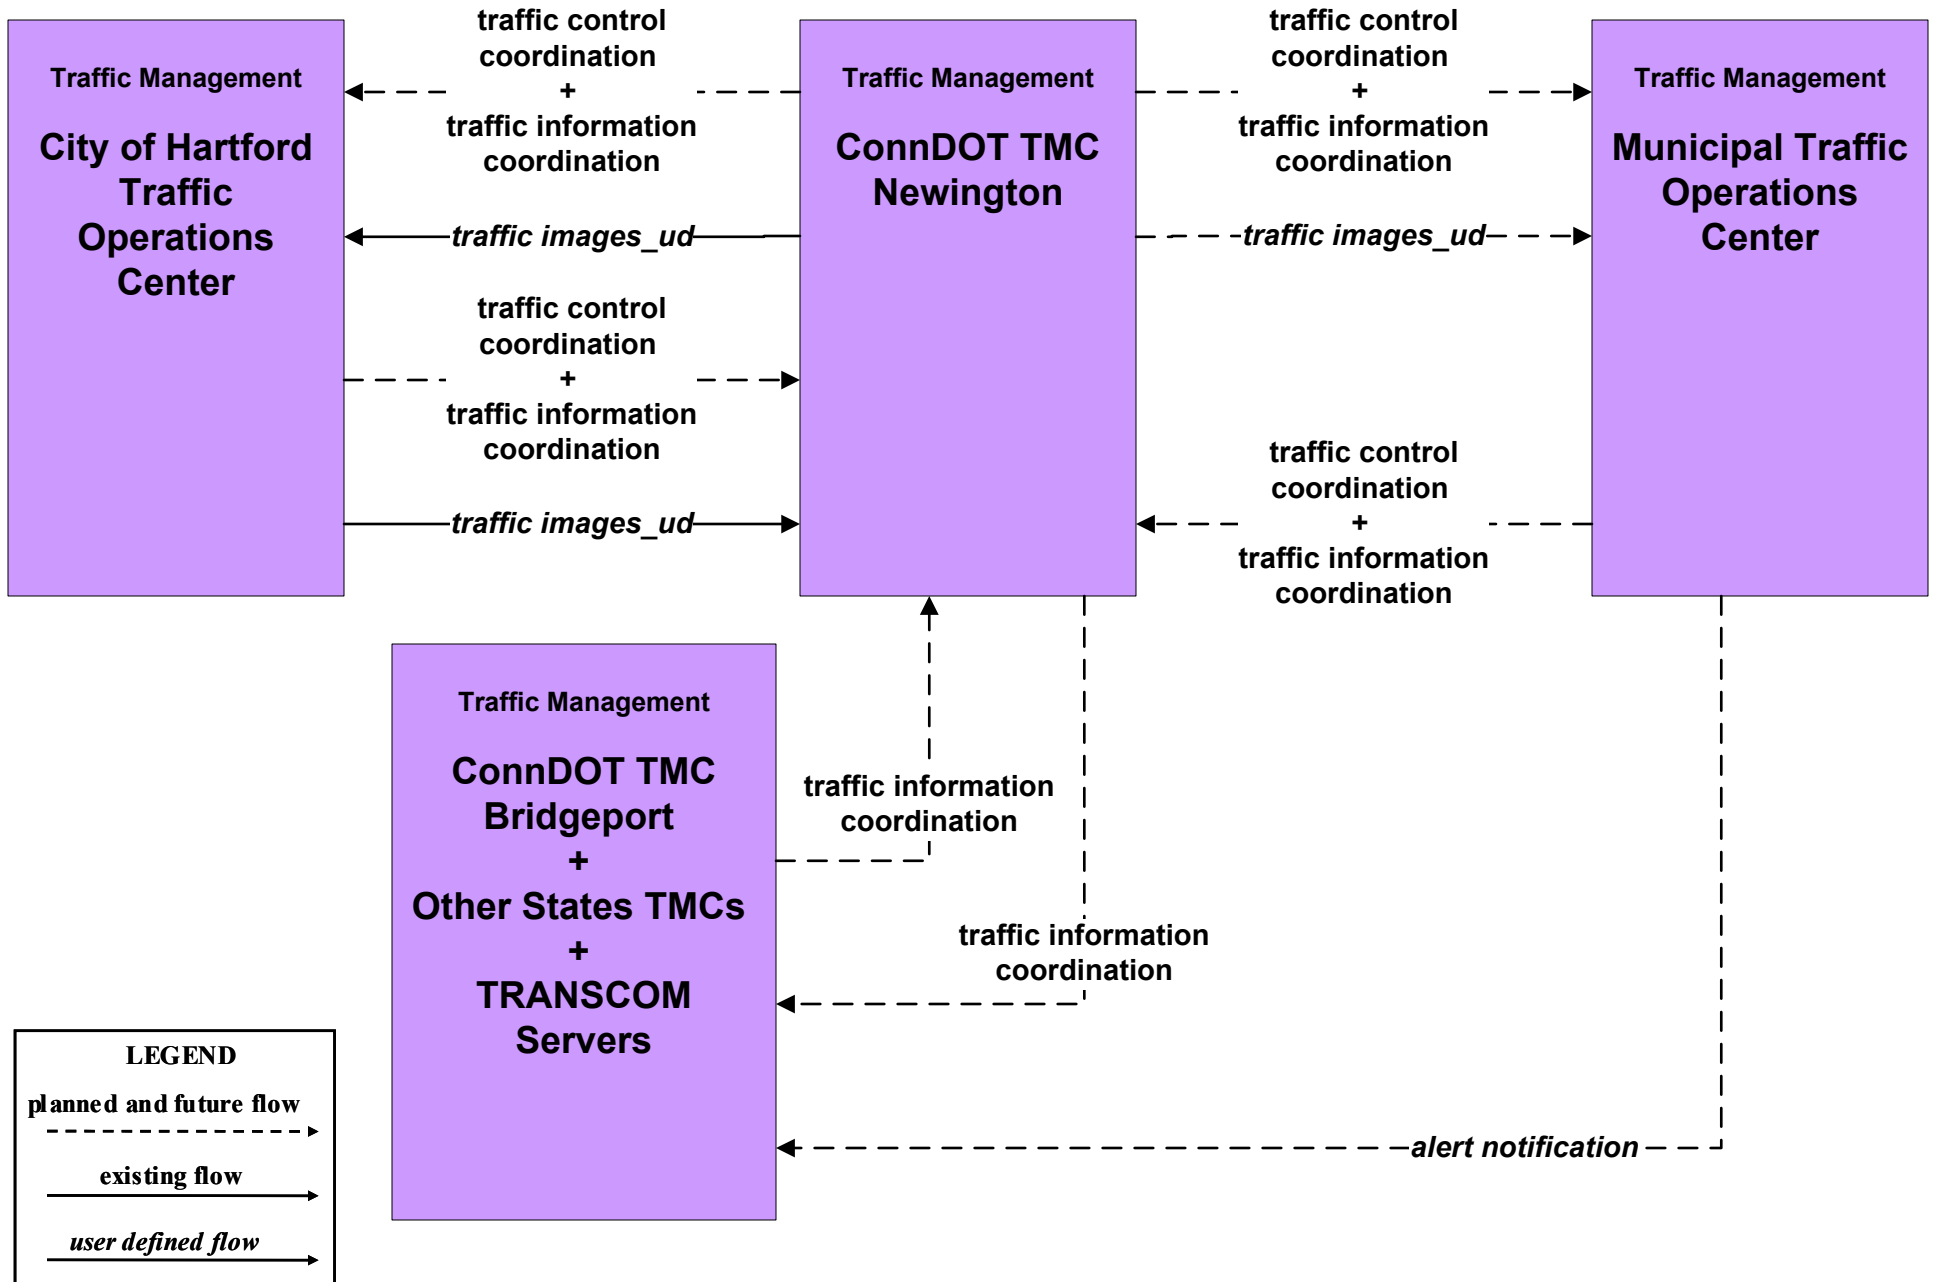 Traffic Management
City of Hartford
Traffic
Operations
Center
traffic control
coordination
+
traffic information
coordination
traffic images_ud
traffic control
coordination
+
traffic information
coordination
traffic images_ud
Traffic Management
ConnDOT TMC
Newington
traffic control
coordination
+
traffic information
coordination
traffic images_ud
traffic control
coordination
+
traffic information
coordination
Traffic Management
Municipal Traffic
Operations
Center
Traffic Management
ConnDOT TMC
Bridgeport
+
Other States TMCs
+
TRANSCOM
Servers
traffic information
coordination
traffic information
coordination
alert notification
LEGEND
planned and future flow
existing flow
user defined flow